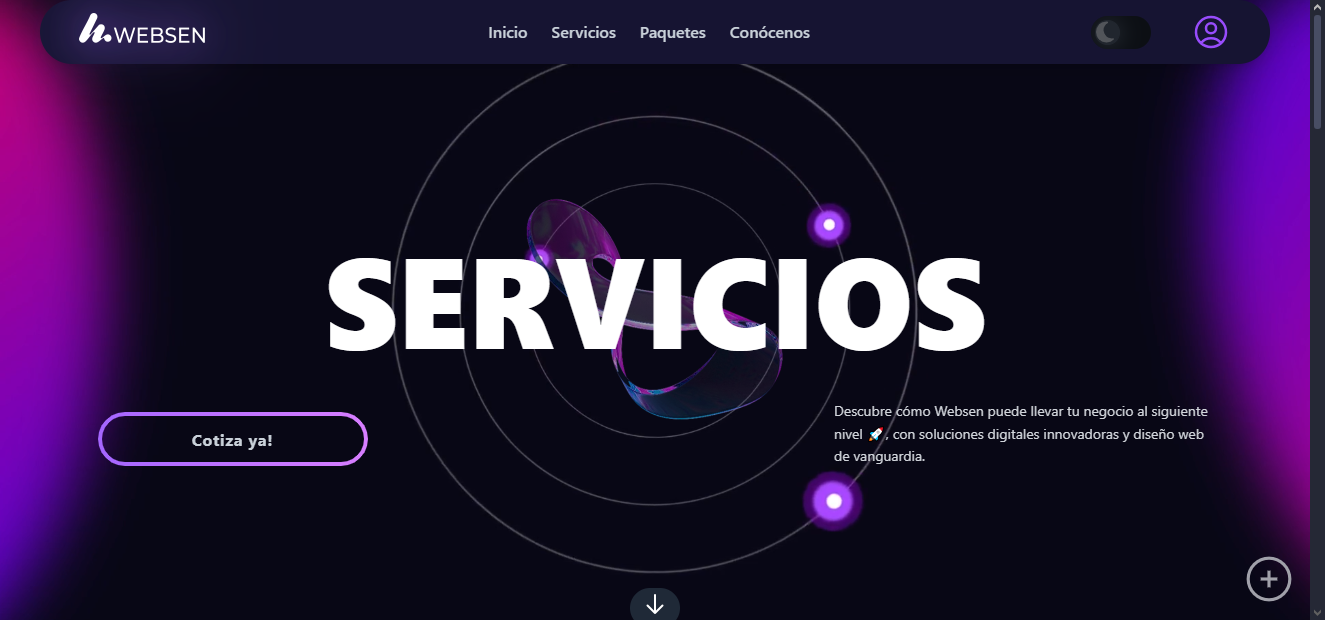 WEBSEN
Inicio Servicios Paquetes Conócenos
SERVICIOS
Cotiza ya!
Descubre cómo Websen puede llevar tu negocio al siguiente
nivel 🚀, con soluciones digitales innovadoras y diseño web
de vanguardia.